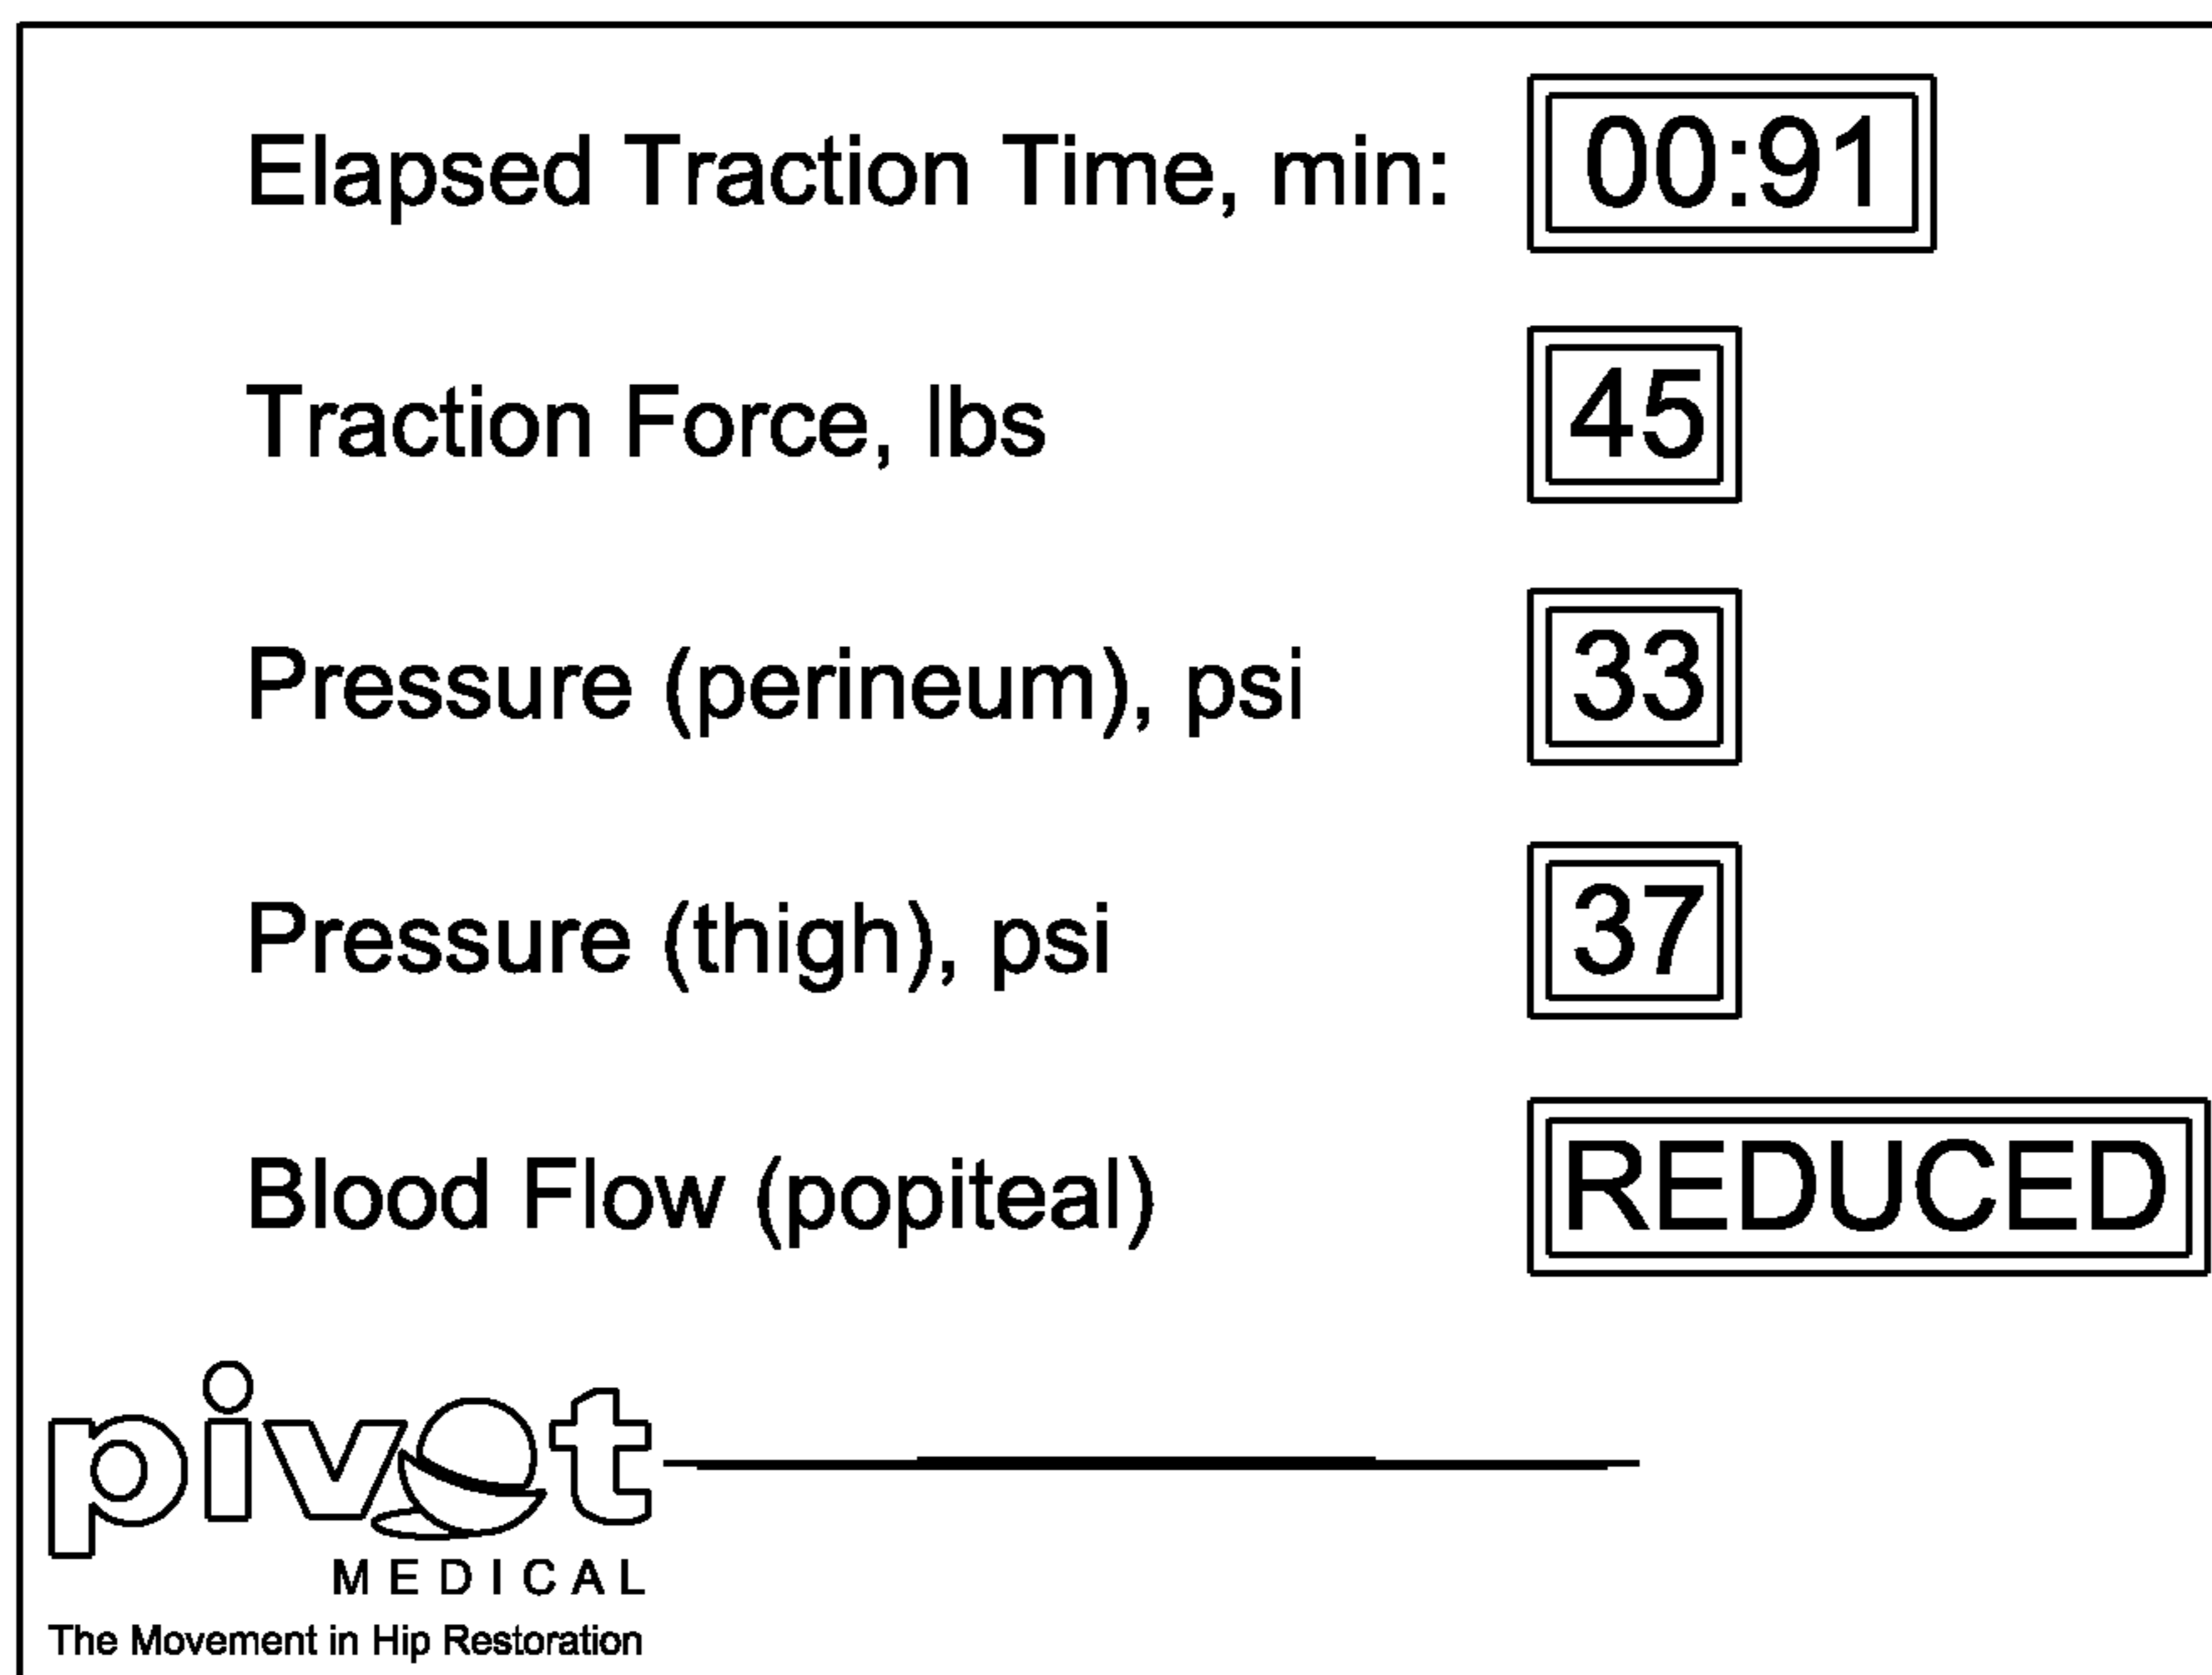 Elapsed Traction Time, min: 00:91
Traction Force, lbs 45
Pressure (perineum), psi 33
Pressure (thigh), psi 37
Blood Flow (popiteal) REDUCED
pivot
MEDICAL
The Movement in Hip Restoration